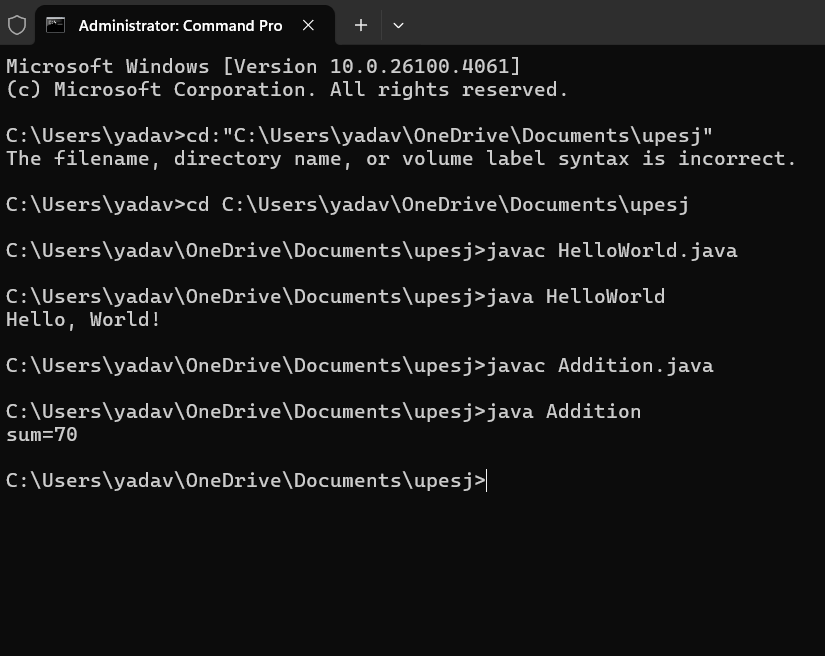 Administrator: Command Pro
Microsoft Windows [Version 10.0.26100.4061]
(c) Microsoft Corporation. All rights reserved.
C:\Users\yadav>cd:"C:\Users\yadav\OneDrive\Documents\upesj"
The filename, directory name, or volume label syntax is incorrect.
C:\Users\yadav>cd C:\Users\yadav\OneDrive\Documents\upesj
C:\Users\yadav\OneDrive\Documents\upesj>javac HelloWorld.java
C:\Users\yadav\OneDrive\Documents\upesj>java HelloWorld
Hello, World!
C:\Users\yadav\OneDrive\Documents\upesj>javac Addition.java
C:\Users\yadav\OneDrive\Documents\upesj>java Addition
sum=70
C:\Users\yadav\OneDrive\Documents\upesj>